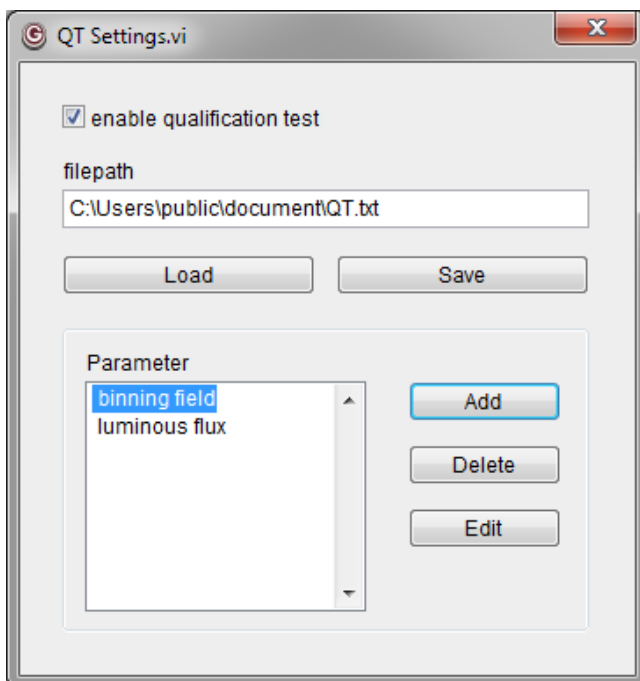 QT Settings.vi
enable qualification test
filepath
C:\Users\public\document\QT.txt
Load Save
Parameter
binning field
luminous flux
Add
Delete
Edit